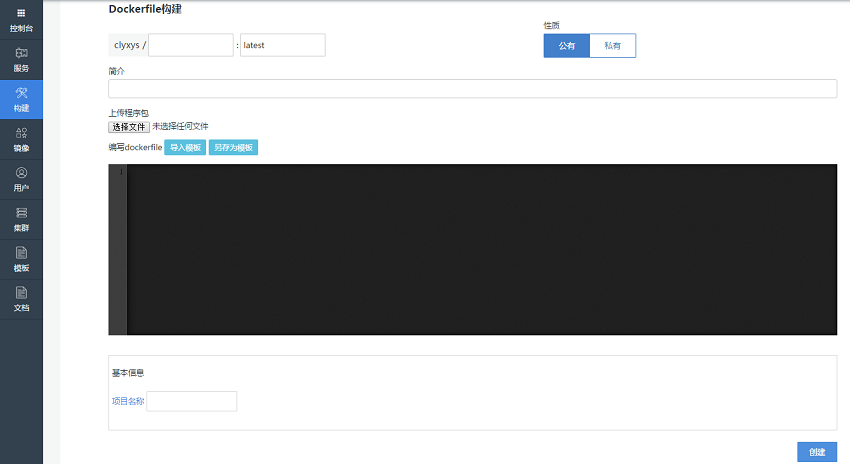 控制台
服务
构建
镜像
用户
集群
模板
文档
Dockerfile构建
性质
clyxys / : latest
公有 私有
简介
上传程序包
选择文件 未选择任何文件
编写dockerfile 导入模板 另存为模板
1
基本信息
项目名称
创建